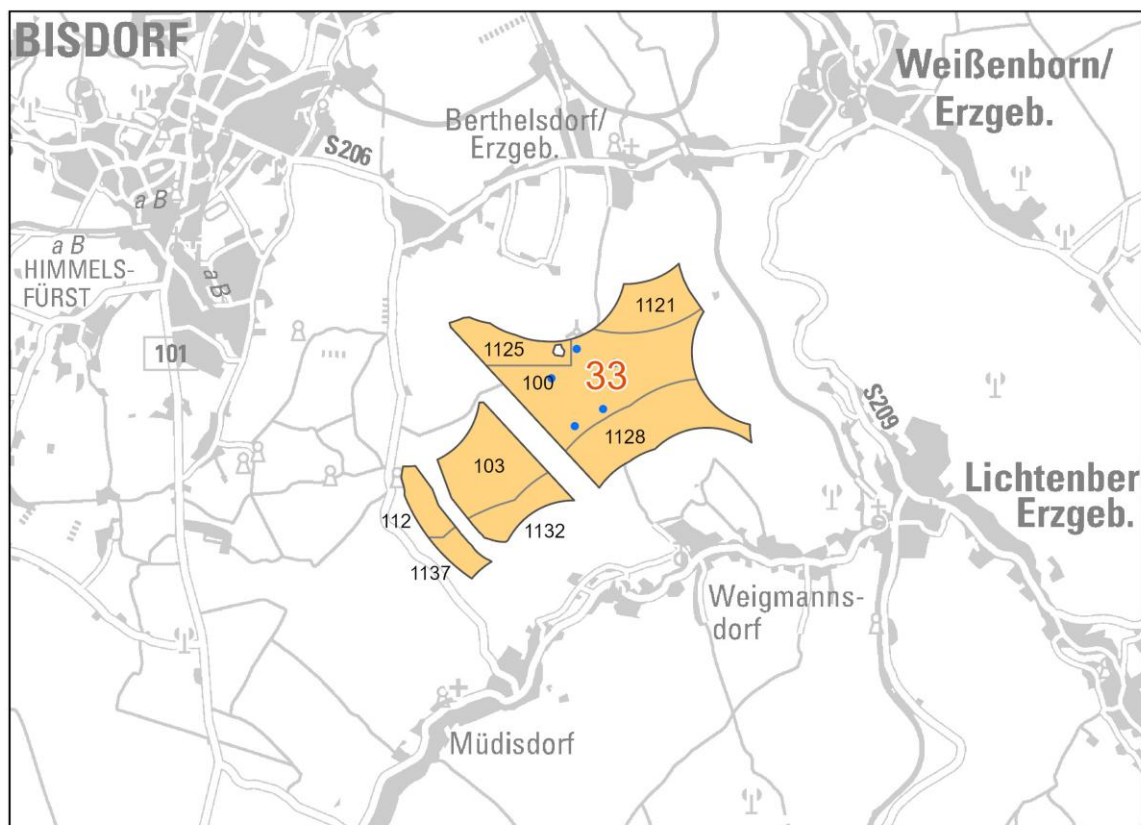 BISDORF
Weißenborn/
Erzgeb.
Berthelsdorf/
Erzgeb.
S206
a B
a B
HIMMELS-
FÜRST
a B
101
1121
1125
33
100
1128
103
S209
112
1132
1137
Lichtenber
Erzgeb.
Weigmanns-
dorf
Müdisdorf